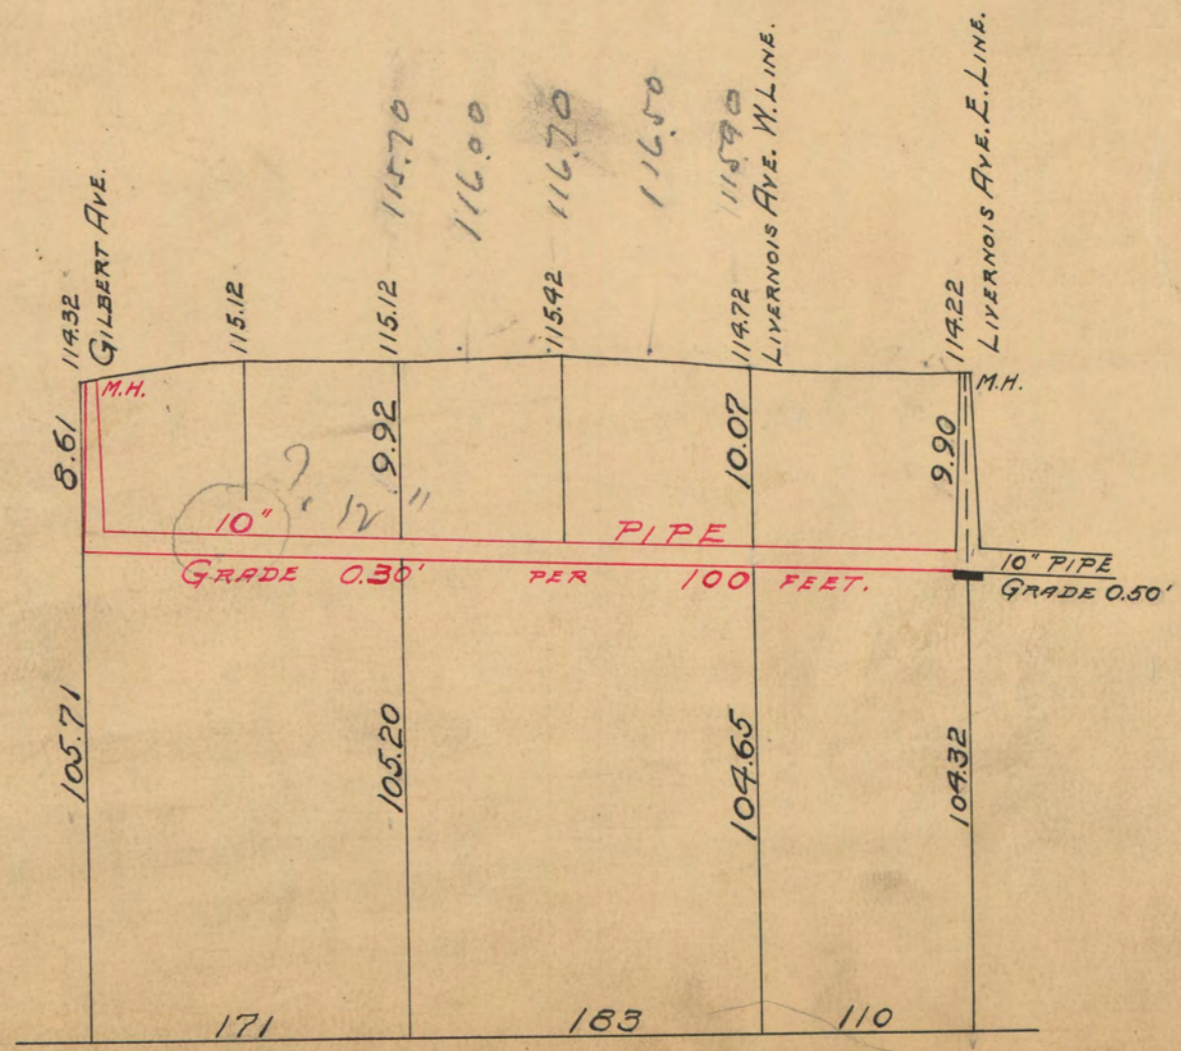 115.70
116.00
116.70
116.50
115.90
114.32
GILBERT AVE.
115.12
115.12
115.42
114.72
LIVERNOIS AVE. W. LINE.
114.22
LIVERNOIS AVE. E. LINE.
M.H.
M.H.
8.61
9.92
10.07
9.90
?
10"
12"
PIPE
GRADE 0.30' PER 100 FEET.
10" PIPE
GRADE 0.50'
105.71
105.20
104.65
104.32
171
183
110